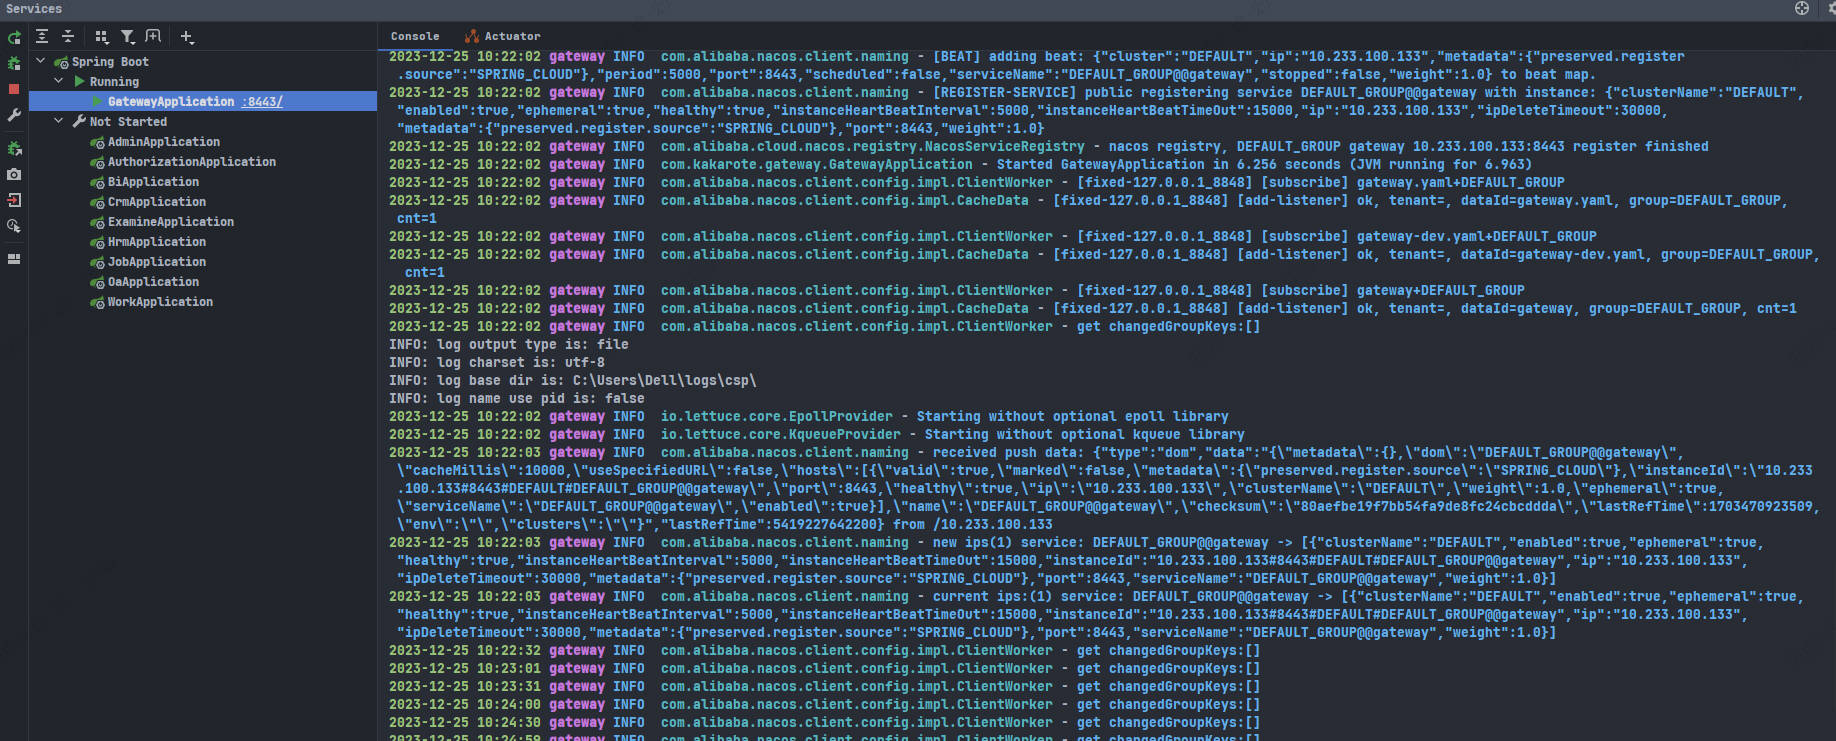 Services
Spring Boot
Running
GatewayApplication :8443/
Not Started
AdminApplication
AuthorizationApplication
BiApplication
CrmApplication
ExamineApplication
HrmApplication
JobApplication
OaApplication
WorkApplication
Console
Actuator
2023-12-25 10:22:02 gateway INFO  com.alibaba.nacos.client.naming - [BEAT] adding beat: {"cluster":"DEFAULT","ip":"10.233.100.133","metadata":{"preserved.register
.source":"SPRING_CLOUD"},"period":5000,"port":8443,"scheduled":false,"serviceName":"DEFAULT_GROUP@@gateway","stopped":false,"weight":1.0} to beat map.
2023-12-25 10:22:02 gateway INFO  com.alibaba.nacos.client.naming - [REGISTER-SERVICE] public registering service DEFAULT_GROUP@@gateway with instance: {"clusterName":"DEFAULT",
"enabled":true,"ephemeral":true,"healthy":true,"instanceHeartBeatInterval":5000,"instanceHeartBeatTimeOut":15000,"ip":"10.233.100.133","ipDeleteTimeout":30000,
"metadata":{"preserved.register.source":"SPRING_CLOUD"},"port":8443,"weight":1.0}
2023-12-25 10:22:02 gateway INFO  com.alibaba.cloud.nacos.registry.NacosServiceRegistry - nacos registry, DEFAULT_GROUP gateway 10.233.100.133:8443 register finished
2023-12-25 10:22:02 gateway INFO  com.kakarote.gateway.GatewayApplication - Started GatewayApplication in 6.256 seconds (JVM running for 6.963)
2023-12-25 10:22:02 gateway INFO  com.alibaba.nacos.client.config.impl.ClientWorker - [fixed-127.0.0.1_8848] [subscribe] gateway.yaml+DEFAULT_GROUP
2023-12-25 10:22:02 gateway INFO  com.alibaba.nacos.client.config.impl.CacheData - [fixed-127.0.0.1_8848] [add-listener] ok, tenant=, dataId=gateway.yaml, group=DEFAULT_GROUP,
cnt=1
2023-12-25 10:22:02 gateway INFO  com.alibaba.nacos.client.config.impl.ClientWorker - [fixed-127.0.0.1_8848] [subscribe] gateway-dev.yaml+DEFAULT_GROUP
2023-12-25 10:22:02 gateway INFO  com.alibaba.nacos.client.config.impl.CacheData - [fixed-127.0.0.1_8848] [add-listener] ok, tenant=, dataId=gateway-dev.yaml, group=DEFAULT_GROUP,
cnt=1
2023-12-25 10:22:02 gateway INFO  com.alibaba.nacos.client.config.impl.ClientWorker - [fixed-127.0.0.1_8848] [subscribe] gateway+DEFAULT_GROUP
2023-12-25 10:22:02 gateway INFO  com.alibaba.nacos.client.config.impl.CacheData - [fixed-127.0.0.1_8848] [add-listener] ok, tenant=, dataId=gateway, group=DEFAULT_GROUP, cnt=1
2023-12-25 10:22:02 gateway INFO  com.alibaba.nacos.client.config.impl.ClientWorker - get changedGroupKeys:[]
INFO: log output type is: file
INFO: log charset is: utf-8
INFO: log base dir is: C:\Users\Dell\logs\csp\
INFO: log name use pid is: false
2023-12-25 10:22:02 gateway INFO  io.lettuce.core.EpollProvider - Starting without optional epoll library
2023-12-25 10:22:02 gateway INFO  io.lettuce.core.KqueueProvider - Starting without optional kqueue library
2023-12-25 10:22:03 gateway INFO  com.alibaba.nacos.client.naming - received push data: {"type":"dom","data":"{\"metadata\":{},\"dom\":\"DEFAULT_GROUP@@gateway\",
\"cacheMillis\":10000,\"useSpecifiedURL\":false,\"hosts\":[{\"valid\":true,\"marked\":false,\"metadata\":{\"preserved.register.source\":\"SPRING_CLOUD\"},\"instanceId\":\"10.233
.100.133#8443#DEFAULT#DEFAULT_GROUP@@gateway\",\"port\":8443,\"healthy\":true,\"ip\":\"10.233.100.133\",\"clusterName\":\"DEFAULT\",\"weight\":1.0,\"ephemeral\":true,
\"serviceName\":\"DEFAULT_GROUP@@gateway\",\"enabled\":true}],\"name\":\"DEFAULT_GROUP@@gateway\",\"checksum\":\"80aefbe19f7bb54fa9de8fc24cbcddda\",\"lastRefTime\":1703470923509,
\"env\":\"\",\"clusters\":\"\"}","lastRefTime":5419227642200} from /10.233.100.133
2023-12-25 10:22:03 gateway INFO  com.alibaba.nacos.client.naming - new ips(1) service: DEFAULT_GROUP@@gateway -> [{"clusterName":"DEFAULT","enabled":true,"ephemeral":true,
"healthy":true,"instanceHeartBeatInterval":5000,"instanceHeartBeatTimeOut":15000,"instanceId":"10.233.100.133#8443#DEFAULT#DEFAULT_GROUP@@gateway","ip":"10.233.100.133",
"ipDeleteTimeout":30000,"metadata":{"preserved.register.source":"SPRING_CLOUD"},"port":8443,"serviceName":"DEFAULT_GROUP@@gateway","weight":1.0}]
2023-12-25 10:22:03 gateway INFO  com.alibaba.nacos.client.naming - current ips:(1) service: DEFAULT_GROUP@@gateway -> [{"clusterName":"DEFAULT","enabled":true,"ephemeral":true,
"healthy":true,"instanceHeartBeatInterval":5000,"instanceHeartBeatTimeOut":15000,"instanceId":"10.233.100.133#8443#DEFAULT#DEFAULT_GROUP@@gateway","ip":"10.233.100.133",
"ipDeleteTimeout":30000,"metadata":{"preserved.register.source":"SPRING_CLOUD"},"port":8443,"serviceName":"DEFAULT_GROUP@@gateway","weight":1.0}]
2023-12-25 10:22:32 gateway INFO  com.alibaba.nacos.client.config.impl.ClientWorker - get changedGroupKeys:[]
2023-12-25 10:23:01 gateway INFO  com.alibaba.nacos.client.config.impl.ClientWorker - get changedGroupKeys:[]
2023-12-25 10:23:31 gateway INFO  com.alibaba.nacos.client.config.impl.ClientWorker - get changedGroupKeys:[]
2023-12-25 10:24:00 gateway INFO  com.alibaba.nacos.client.config.impl.ClientWorker - get changedGroupKeys:[]
2023-12-25 10:24:30 gateway INFO  com.alibaba.nacos.client.config.impl.ClientWorker - get changedGroupKeys:[]
2023-12-25 10:24:59 gateway INFO  com.alibaba.nacos.client.config.impl.ClientWorker - get changedGroupKeys:[]